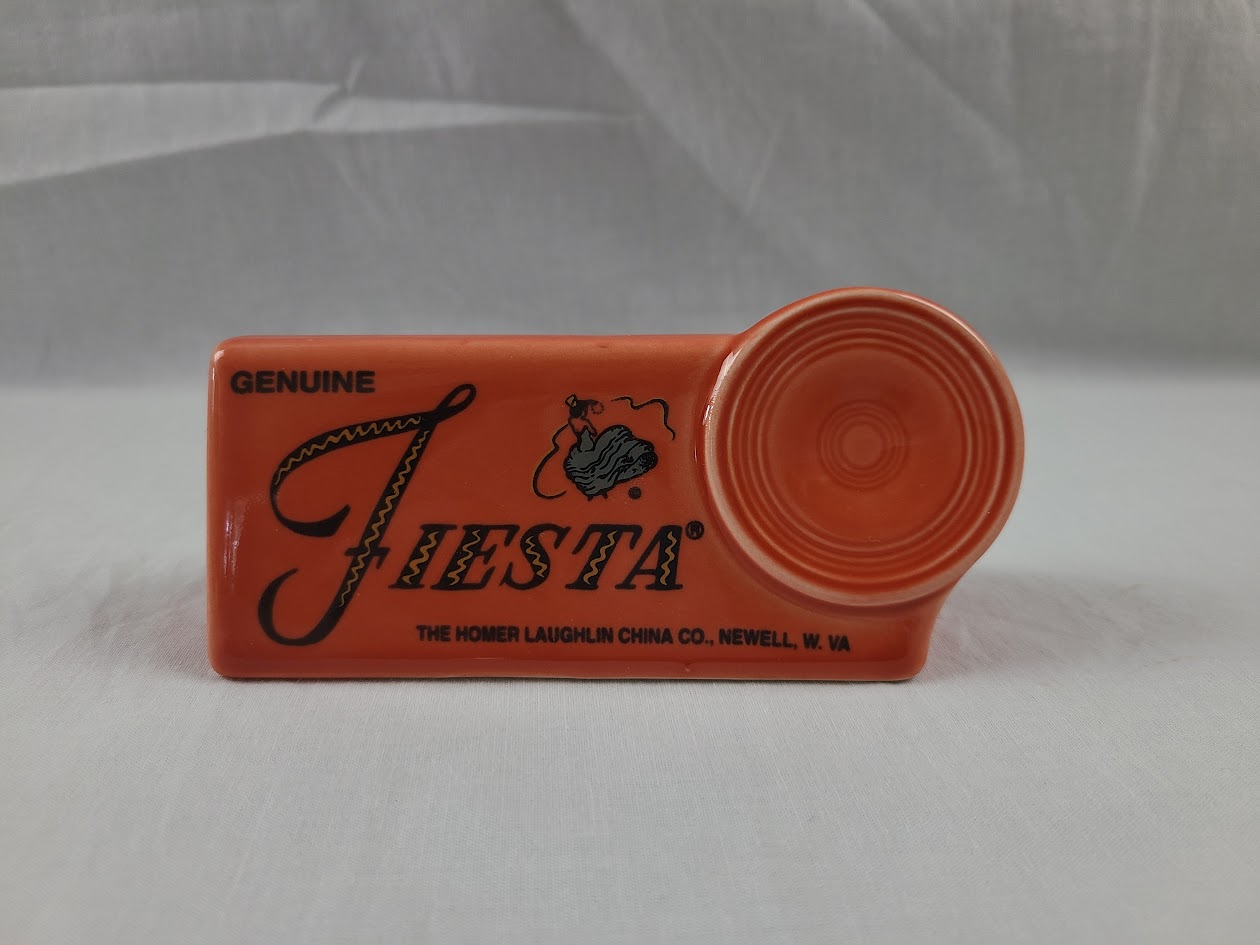 GENUINE
FIESTA®
THE HOMER LAUGHLIN CHINA CO., NEWELL, W. VA